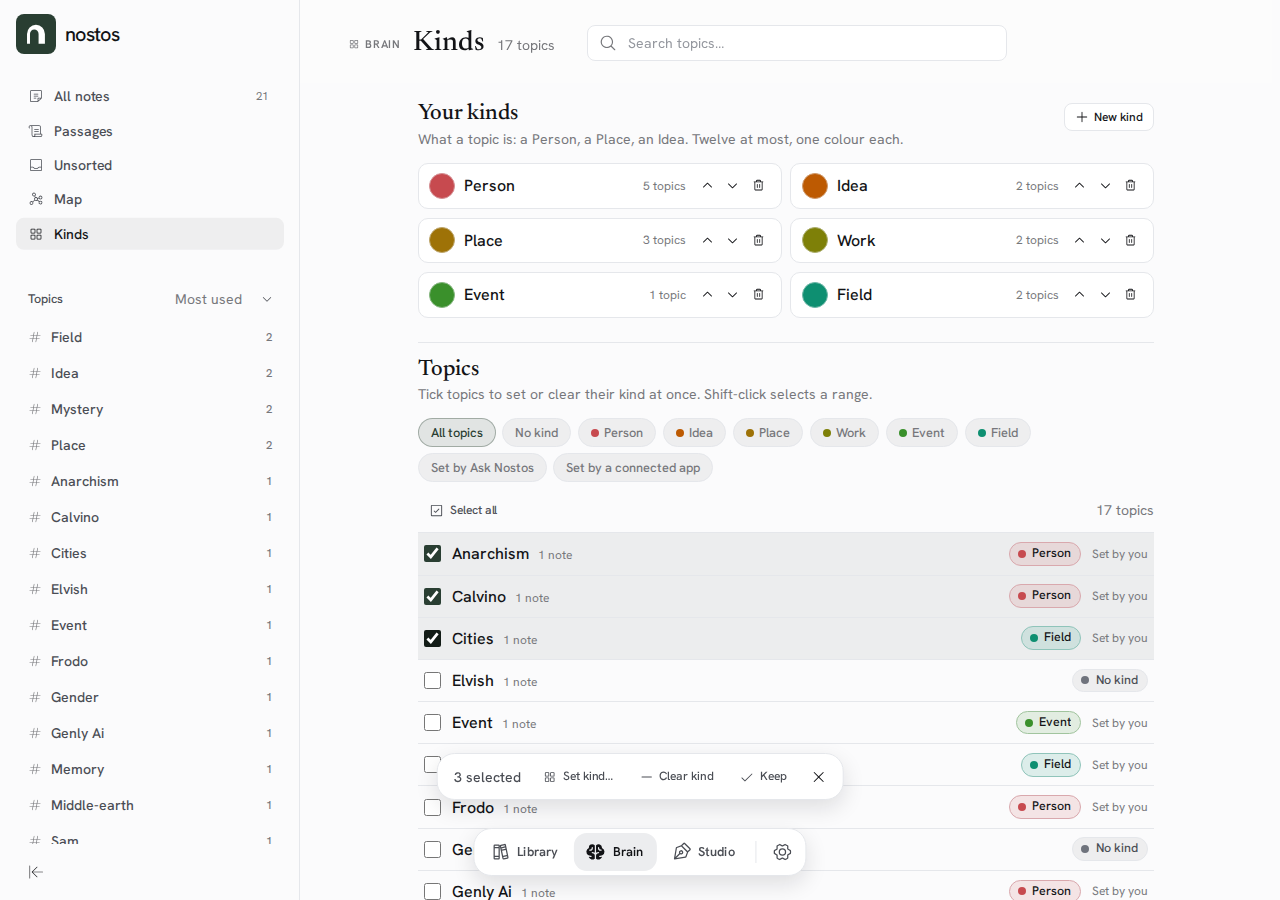 nostos
All notes 21
Passages
Unsorted
Map
Kinds
Topics Most used
# Field 2
# Idea 2
# Mystery 2
# Place 2
# Anarchism 1
# Calvino 1
# Cities 1
# Elvish 1
# Event 1
# Frodo 1
# Gender 1
# Genly Ai 1
# Memory 1
# Middle-earth 1
# Sam 1
BRAIN Kinds 17 topics Search topics...
Your kinds
New kind
What a topic is: a Person, a Place, an Idea. Twelve at most, one colour each.
Person 5 topics
Idea 2 topics
Place 3 topics
Work 2 topics
Event 1 topic
Field 2 topics
Topics
Tick topics to set or clear their kind at once. Shift-click selects a range.
All topics No kind Person Idea Place Work Event Field
Set by Ask Nostos Set by a connected app
Select all 17 topics
Anarchism 1 note Person Set by you
Calvino 1 note Person Set by you
Cities 1 note Field Set by you
Elvish 1 note No kind
Event 1 note Event Set by you
Field Set by you
3 selected Set kind... Clear kind Keep
Frodo 1 note Person Set by you
Ge No kind
Library Brain Studio
Genly Ai 1 note Person Set by you